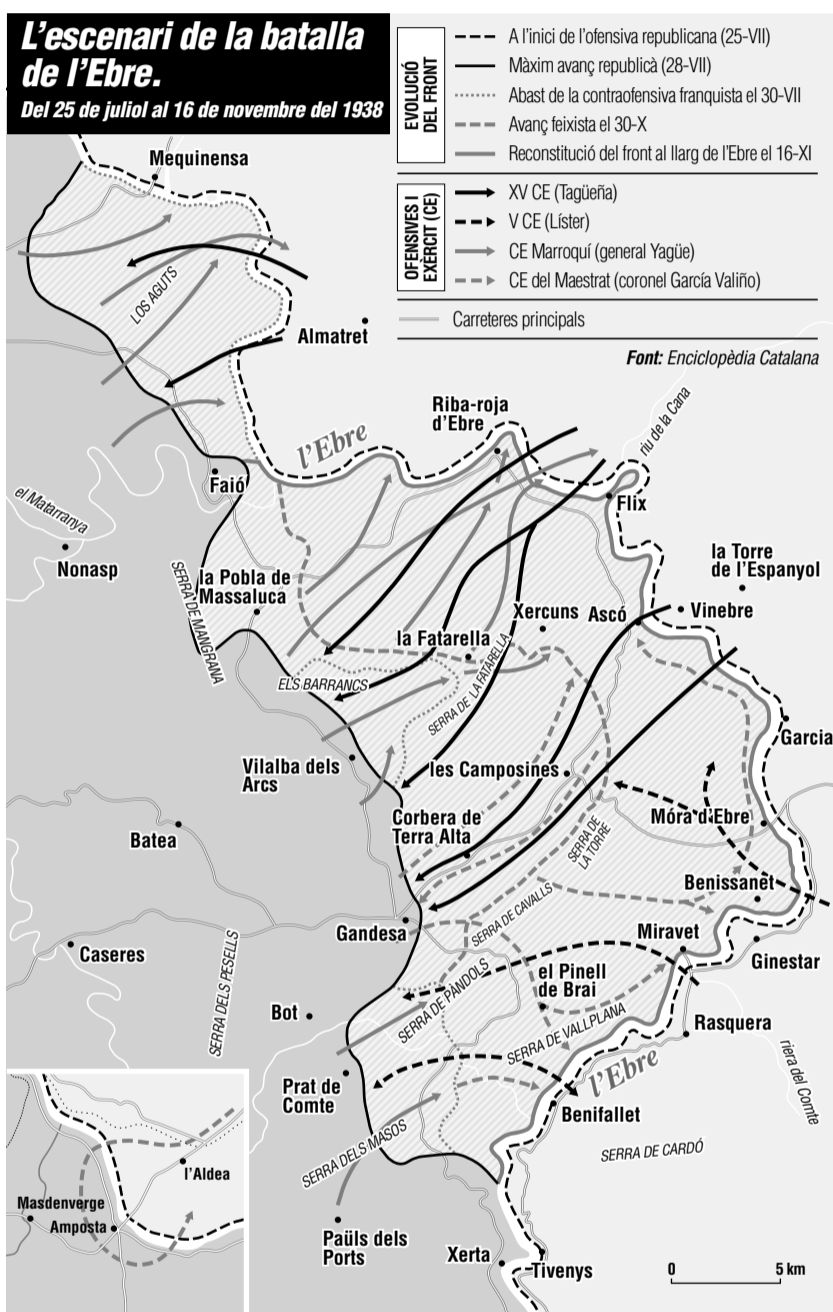 L'escenari de la batalla
de l'Ebre.
Del 25 de juliol al 16 de novembre del 1938
EVOLUCIÓ
DEL FRONT
A l'inici de l'ofensiva republicana (25-VII)
Màxim avanç republicà (28-VII)
Abast de la contraofensiva franquista el 30-VII
Avanç feixista el 30-X
Reconstitució del front al llarg de l'Ebre el 16-XI
OFENSIVES I
EXÈRCIT (CE)
XV CE (Tagüeña)
V CE (Líster)
CE Marroquí (general Yagüe)
CE del Maestrat (coronel García Valiño)
Carreteres principals
Font: Enciclopèdia Catalana
Mequinensa
LOS AGUTS
Almatret
Riba-roja
d'Ebre
riu de la Cana
l'Ebre
Faió
Flix
el Matarranya
Nonasp
la Torre
de l'Espanyol
SERRA DE MANGRANA
la Pobla de
Massaluca
Xercuns
Ascó
Vinebre
la Fatarella
ELS BARRANCS
SERRA DE LA FATARELLA
Garcia
Vilalba dels
Arcs
les Camposines
Batea
Corbera de
Terra Alta
SERRA DE
LA TORRE
Móra d'Ebre
Benissanet
SERRA DE CAVALLS
Gandesa
Miravet
Caseres
SERRA DELS PESELLS
Ginestar
el Pinell
de Brai
SERRA DE PÀNDOLS
Bot
SERRA DE VALLPLANA
Rasquera
riera del Comte
l'Ebre
Prat de
Comte
Benifallet
SERRA DELS MASOS
SERRA DE CARDÓ
l'Aldea
Masdenverge
Amposta
Paüls dels
Ports
Xerta
Tivenys
0
5 km